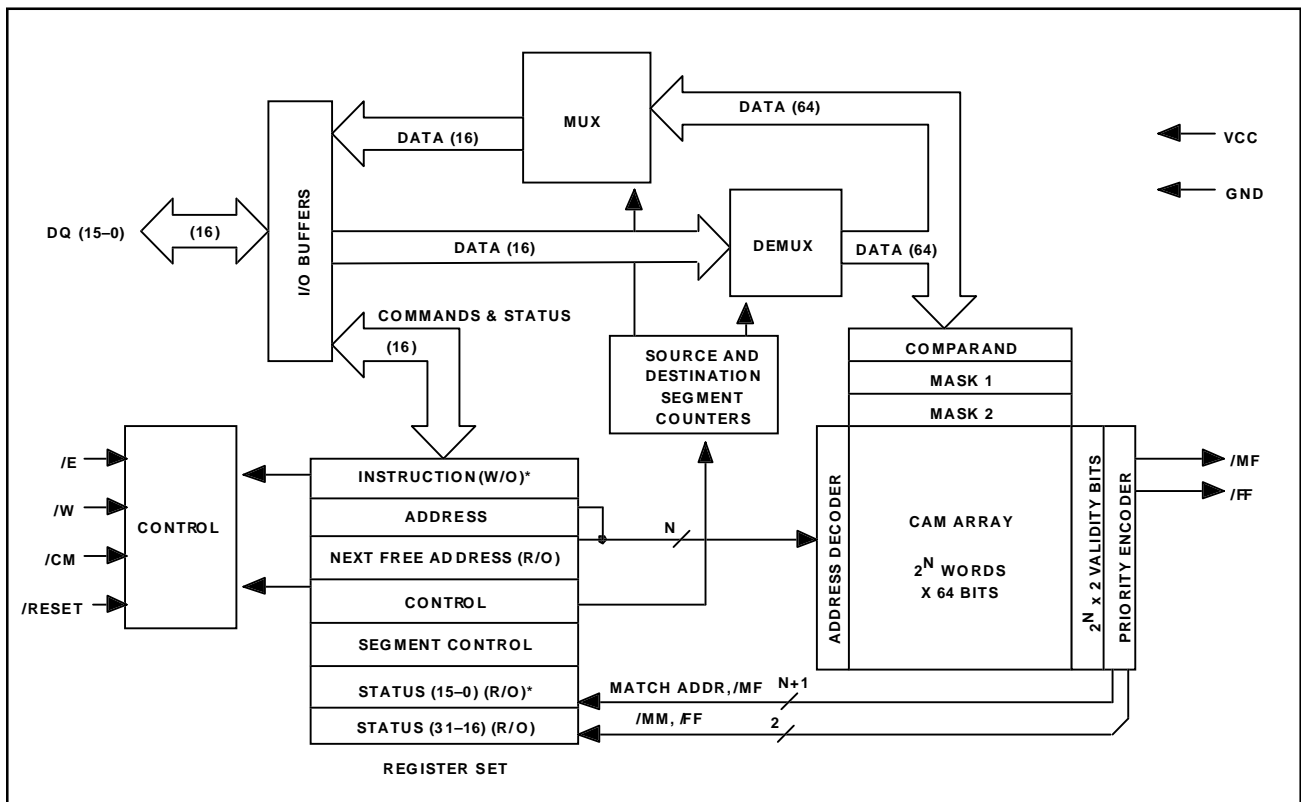 MUX
DATA (64)
DATA (16)
VCC
GND
DQ (15–0)
(16)
I/O BUFFERS
DATA (16)
DEMUX
DATA (64)
COMMANDS & STATUS
(16)
SOURCE AND
DESTINATION
SEGMENT
COUNTERS
COMPARAND
MASK 1
MASK 2
/E
/W
/CM
/RESET
CONTROL
INSTRUCTION (W/O)*
ADDRESS
NEXT FREE ADDRESS (R/O)
CONTROL
SEGMENT CONTROL
STATUS (15–0) (R/O)*
STATUS (31–16) (R/O)
REGISTER SET
N
ADDRESS DECODER
CAM ARRAY
2^N WORDS
X 64 BITS
2^N x 2 VALIDITY BITS
PRIORITY ENCODER
/MF
/FF
MATCH ADDR, /MF
N+1
/MM, /FF
2